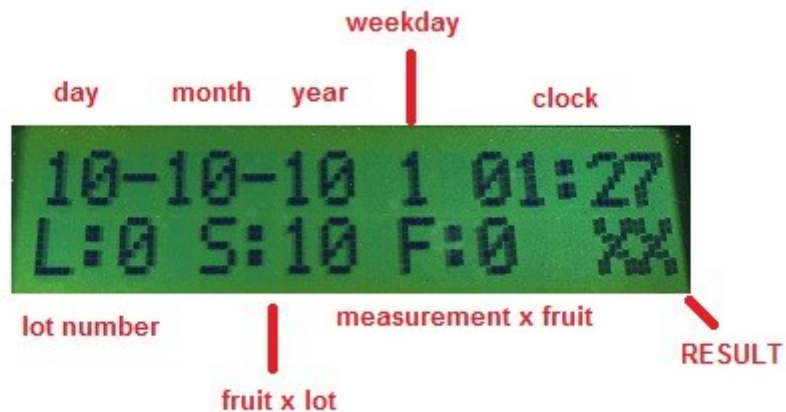 weekday
day month year clock
10-10-10 1 01:27
L:0 S:10 F:0 XX
lot number measurement x fruit
RESULT
fruit x lot